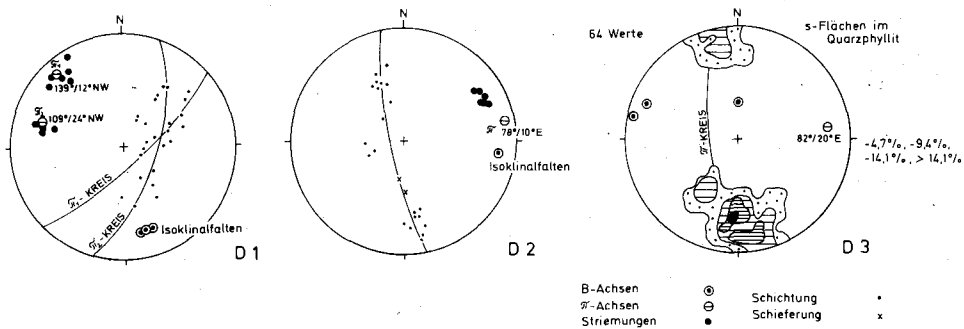 N
π₁
139°/12° NW
109°/24° NW
π₁-KREIS
π₂-KREIS
Isoklinalfalten
D 1
N
π 78°/10°E
Isoklinalfalten
D 2
64 Werte
N
s-Flächen im
Quarzphyllit
π-KREIS
82°/20°E
-4,7%, -9,4%,
-14,1%, > 14,1%
D 3
B-Achsen
π-Achsen
Striemungen
Schichtung
Schieferung x